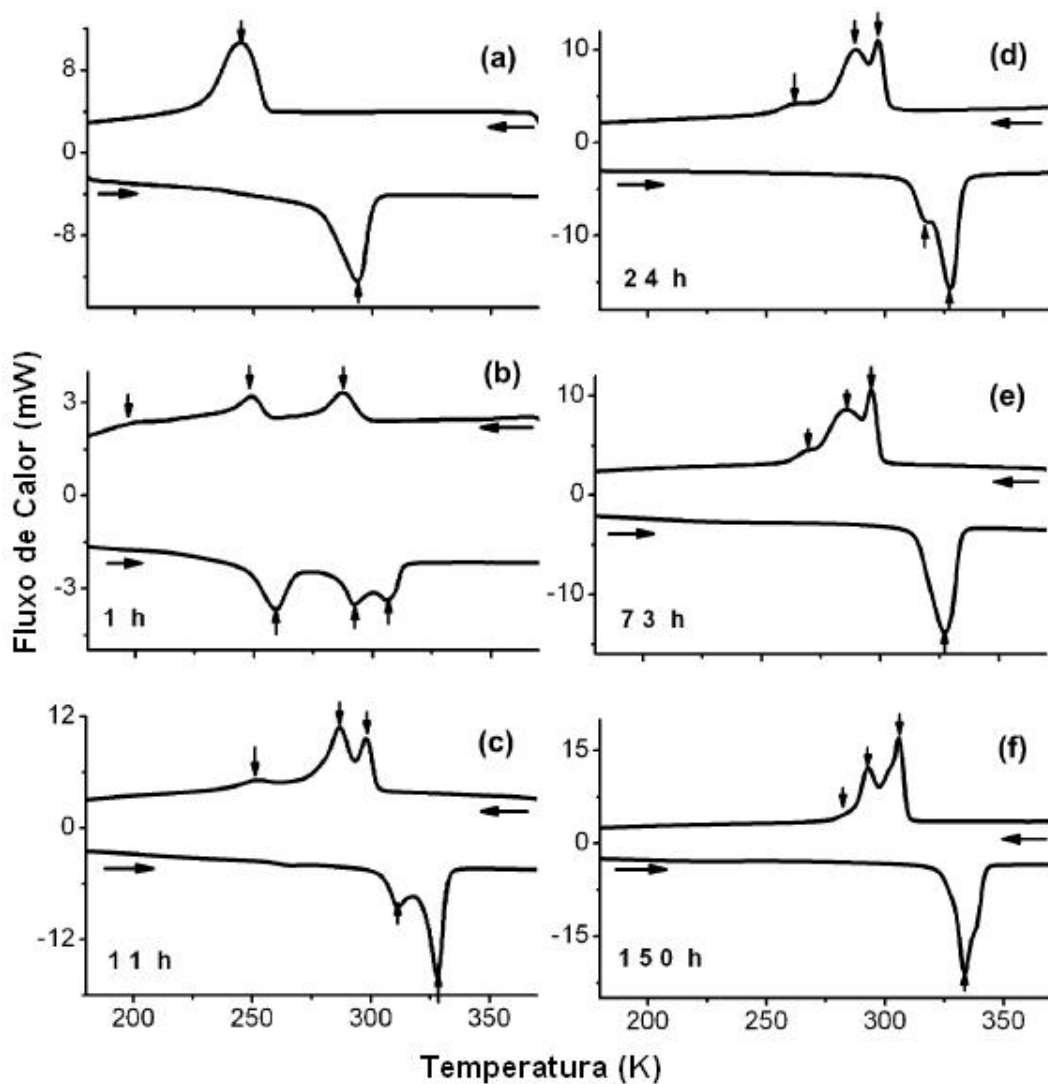 Fluxo de Calor (mW)
8
0
-8
(a)
3
0
-3
(b)
1 h
12
0
-12
(c)
1 1 h
200
250
300
350
10
0
-10
(d)
2 4 h
10
0
-10
(e)
7 3 h
15
0
-15
(f)
1 5 0 h
200
250
300
350
Temperatura (K)